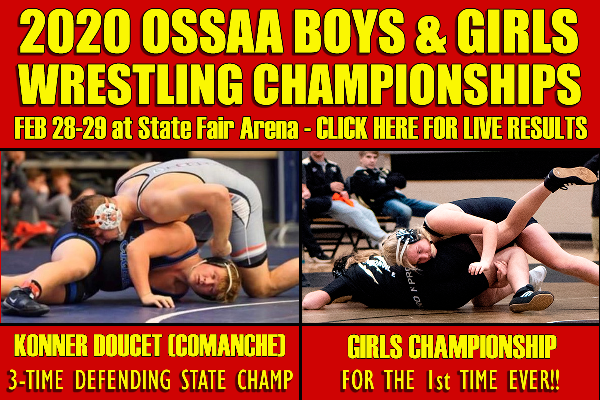 2020 OSSAA BOYS & GIRLS
WRESTLING CHAMPIONSHIPS
FEB 28-29 at State Fair Arena - CLICK HERE FOR LIVE RESULTS
KONNER DOUCET (COMANCHE)
3-TIME DEFENDING STATE CHAMP
GIRLS CHAMPIONSHIP
FOR THE 1st TIME EVER!!